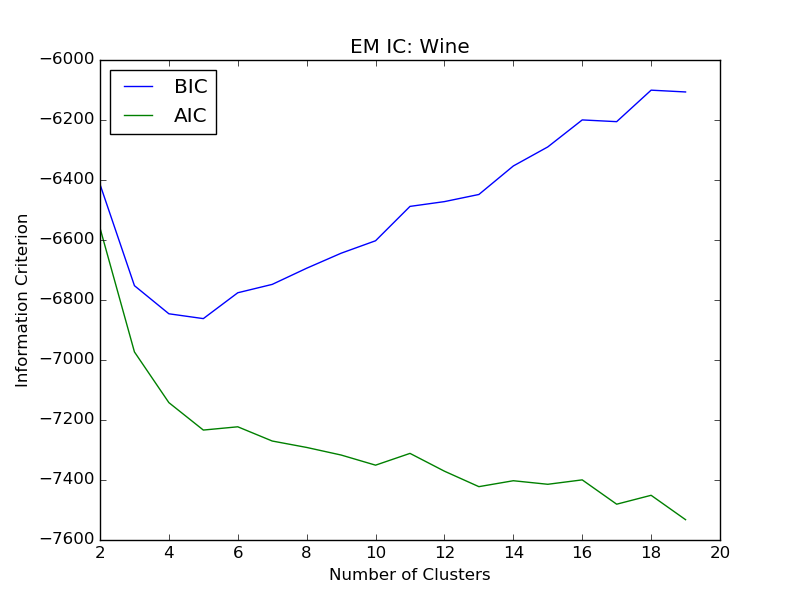 EM IC: Wine
BIC
AIC
Information Criterion
−6000
−6200
−6400
−6600
−6800
−7000
−7200
−7400
−7600
2 4 6 8 10 12 14 16 18 20
Number of Clusters